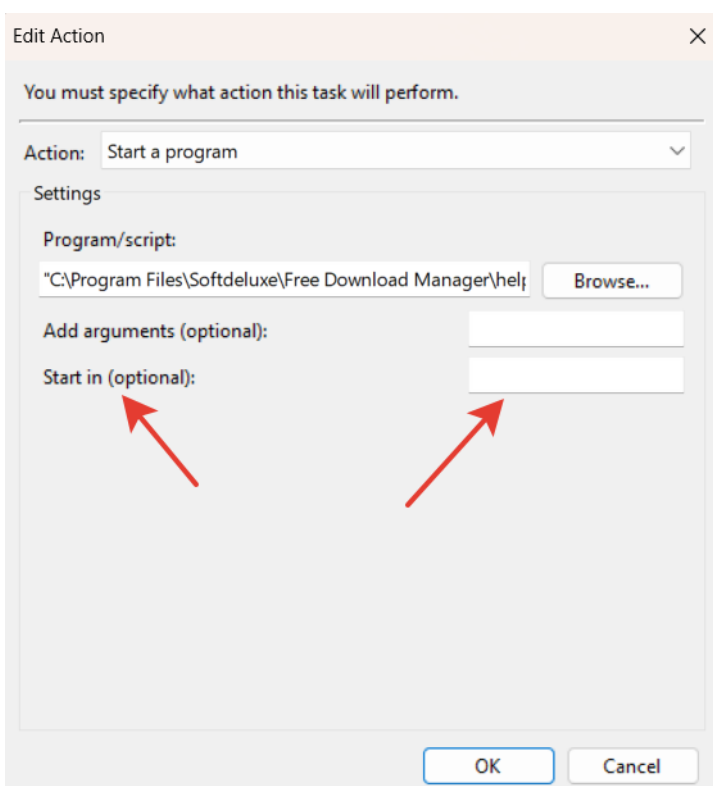 Edit Action
You must specify what action this task will perform.
Action: Start a program
Settings
Program/script:
"C:\Program Files\Softdeluxe\Free Download Manager\help Browse...
Add arguments (optional):
Start in (optional):
OK Cancel